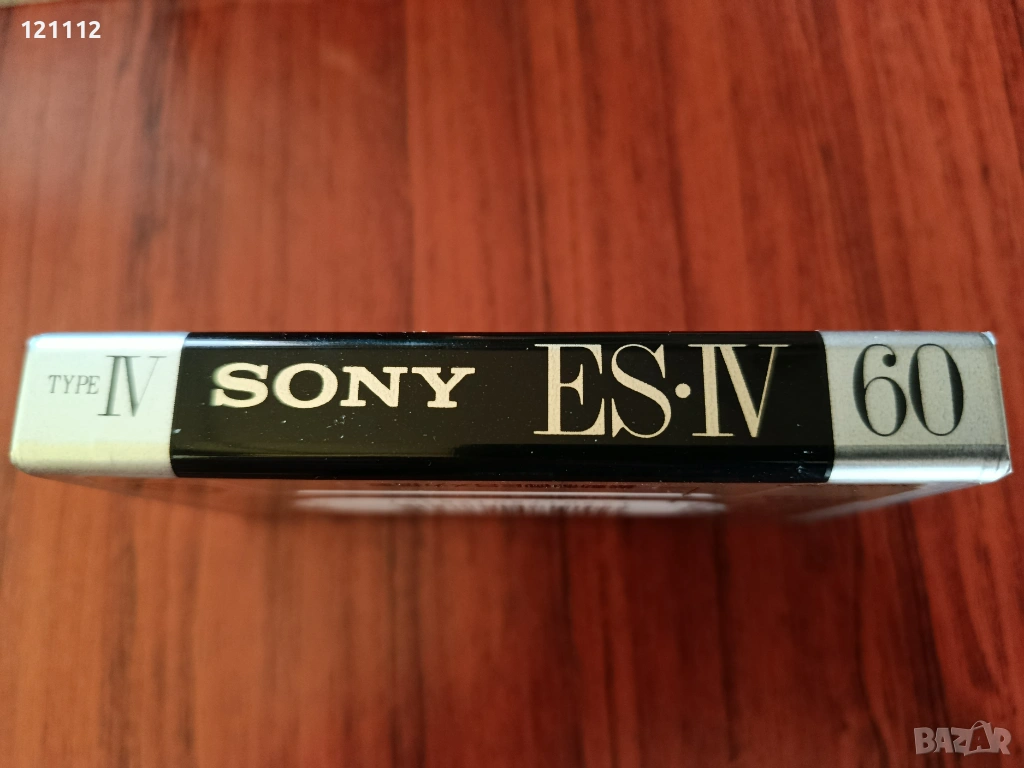 121112
TYPE IV SONY ES·IV 60
BAZAR